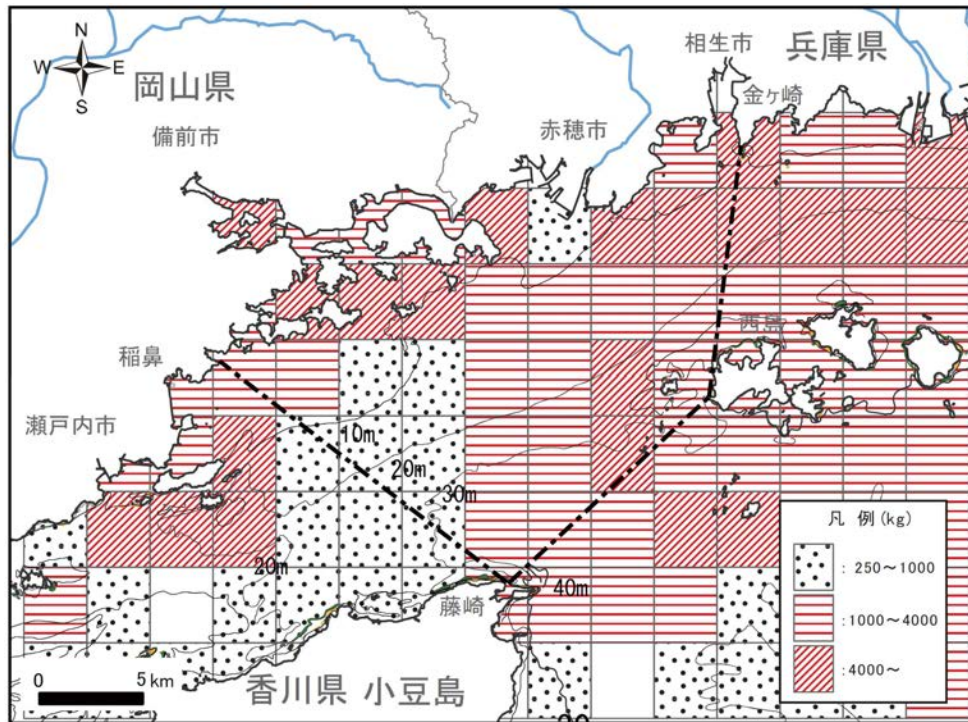 N
W E
S
岡山県
備前市
相生市
兵庫県
金ヶ崎
赤穂市
西島
稲鼻
瀬戸内市
10m
20m
30m
20m
40m
藤崎
香川県 小豆島
0 5 km
凡 例 (kg)
: 250～1000
: 1000～4000
: 4000～